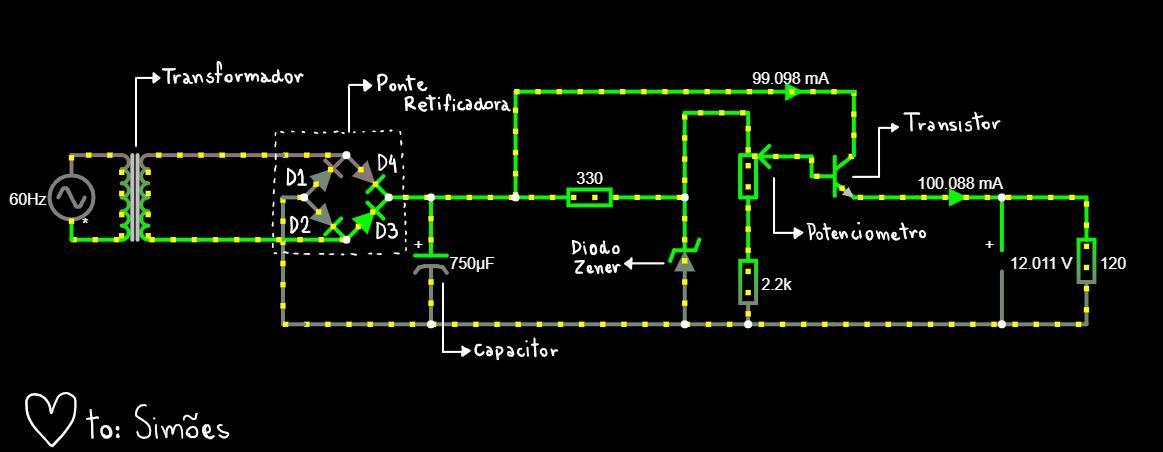 99.098 mA
Transformador
Ponte
Retificadora
Transistor
D4
D1
330
100.088 mA
60Hz
*
D2
D3
Potenciometro
+
+
Diodo
Zener
750µF
12.011 V
120
2.2k
Capacitor
to: Simões